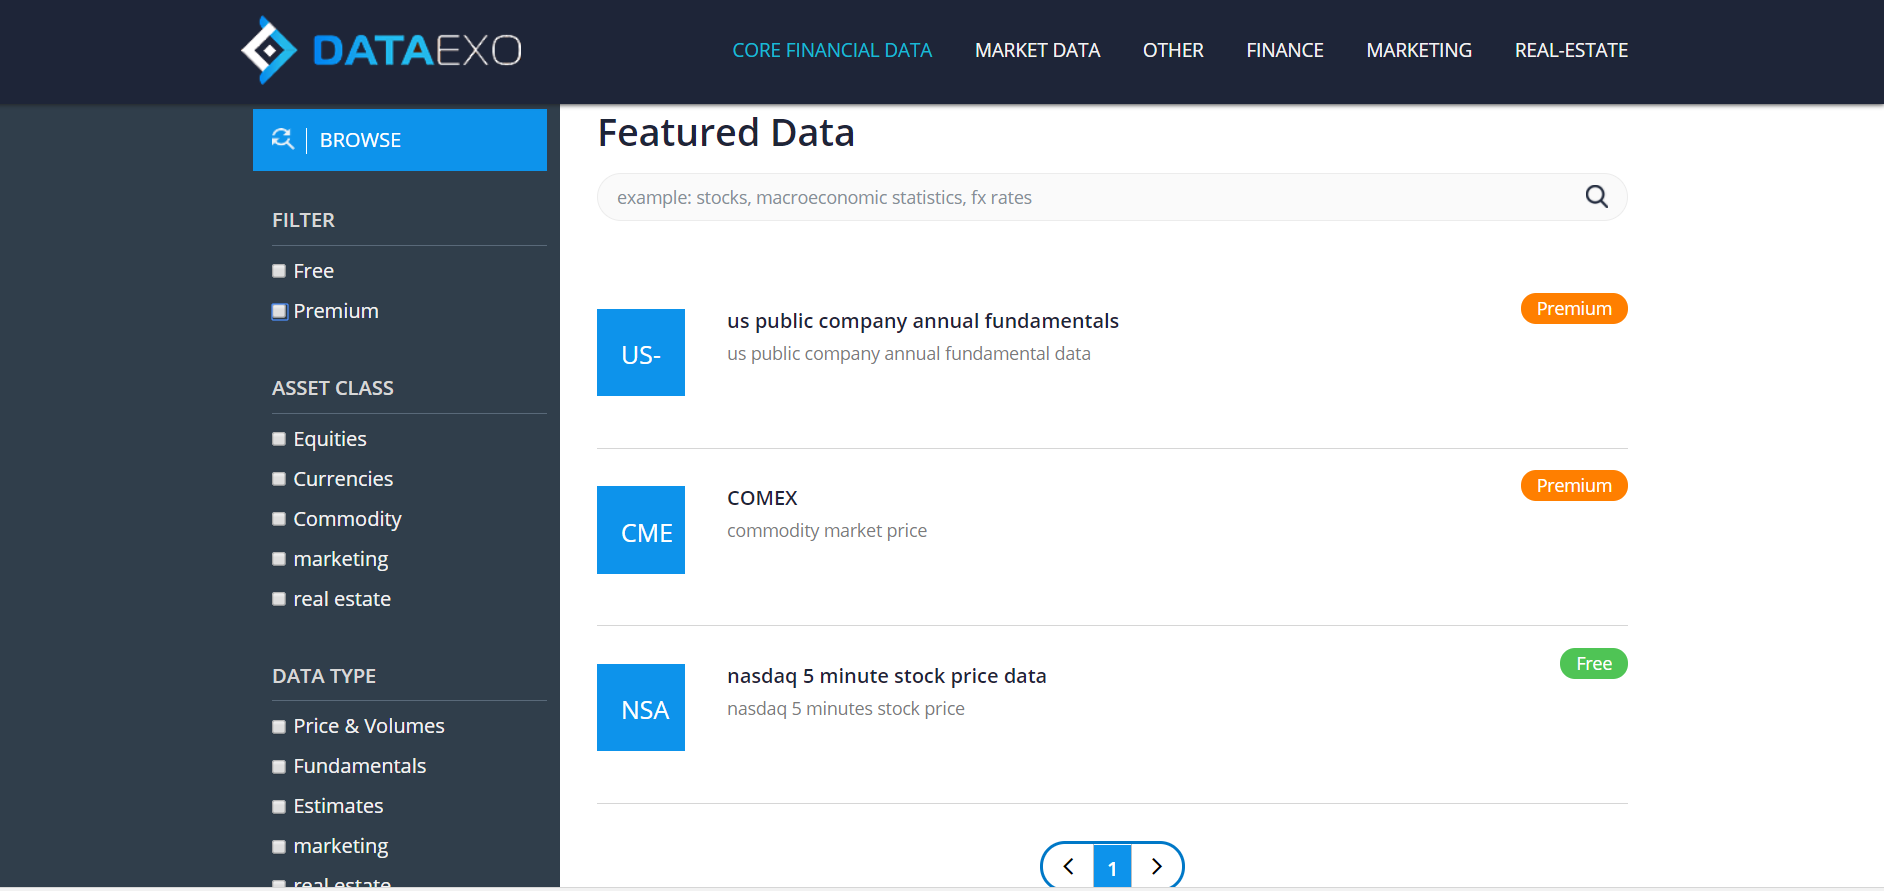 DATAEXO
CORE FINANCIAL DATA
MARKET DATA
OTHER
FINANCE
MARKETING
REAL-ESTATE
BROWSE
FILTER
Free
Premium
ASSET CLASS
Equities
Currencies
Commodity
marketing
real estate
DATA TYPE
Price & Volumes
Fundamentals
Estimates
marketing
real estate
Featured Data
example: stocks, macroeconomic statistics, fx rates
US-
us public company annual fundamentals
us public company annual fundamental data
Premium
CME
COMEX
commodity market price
Premium
NSA
nasdaq 5 minute stock price data
nasdaq 5 minutes stock price
Free
1